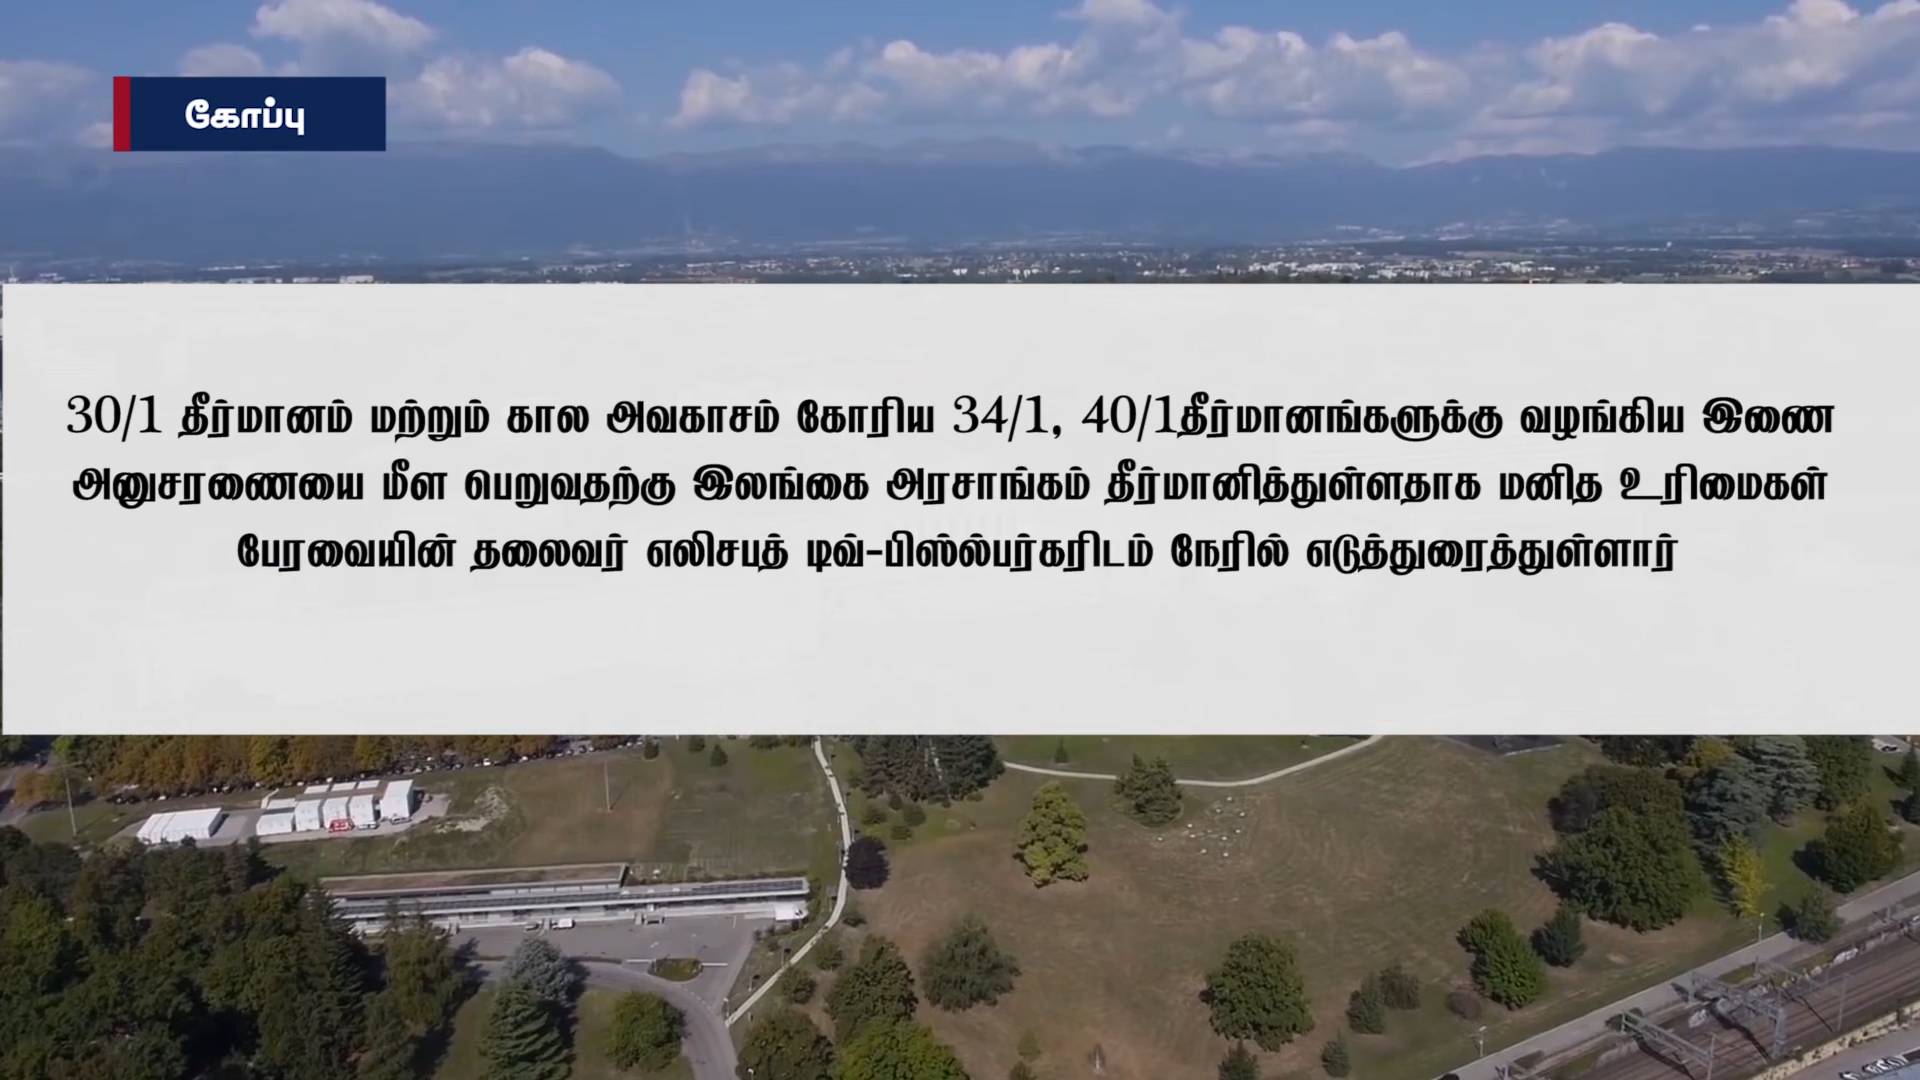 கோப்பு
30/1 தீர்மானம் மற்றும் கால அவகாசம் கோரிய 34/1, 40/1தீர்மானங்களுக்கு வழங்கிய இணை
அனுசரணையை மீள பெறுவதற்கு இலங்கை அரசாங்கம் தீர்மானித்துள்ளதாக மனித உரிமைகள்
பேரவையின் தலைவர் எலிசபத் டிவ்-பிஸ்ல்பர்கரிடம் நேரில் எடுத்துரைத்துள்ளார்